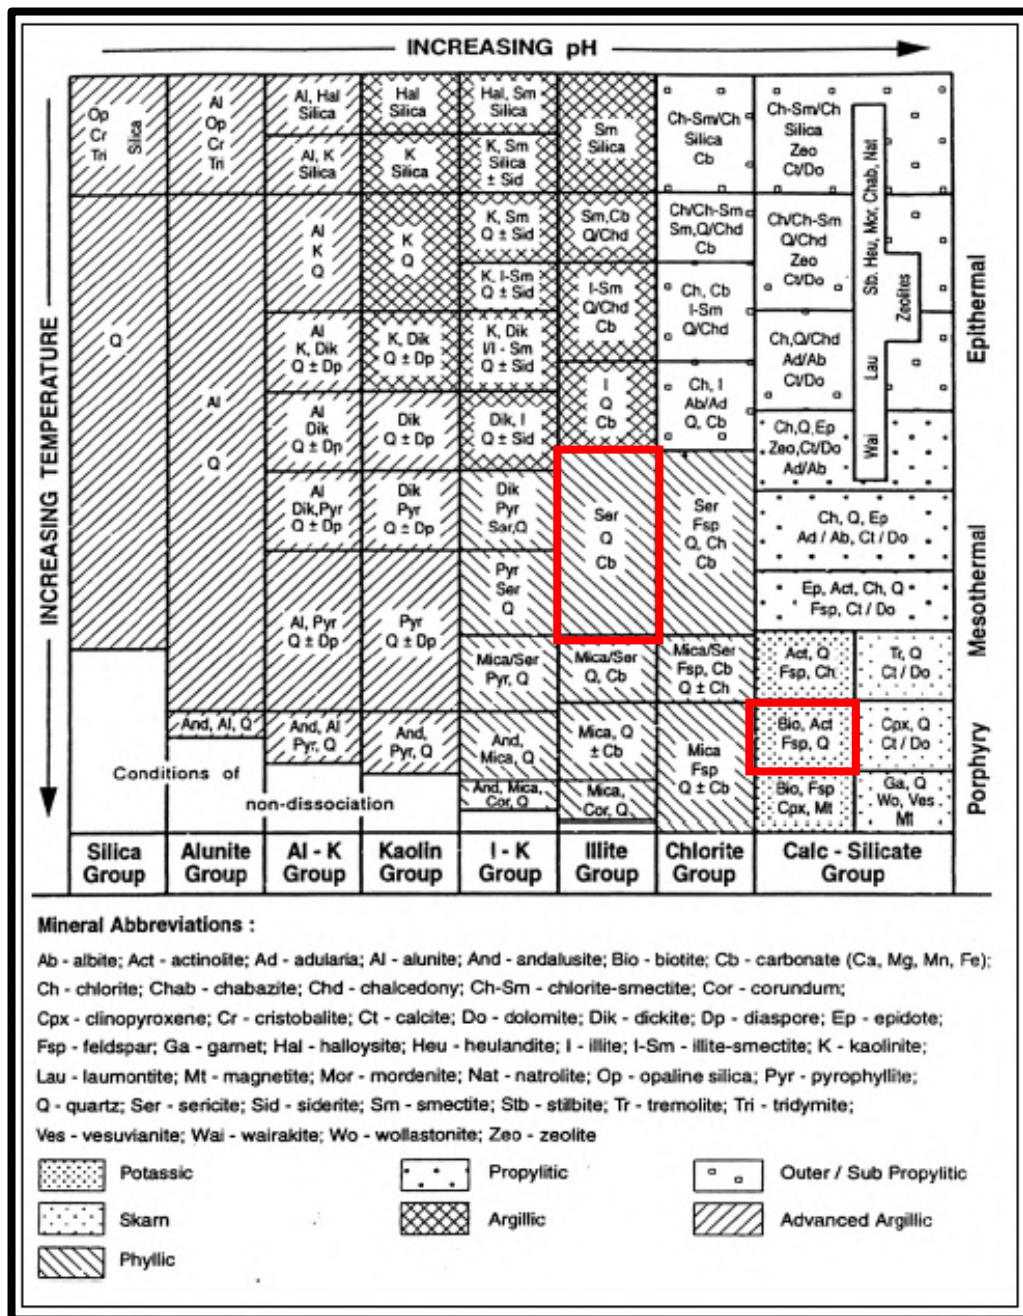 INCREASING pH
INCREASING TEMPERATURE
Op
Cr
Tri
Silica
Q
Al
Op
Cr
Tri
Al
Q
And, Al, Q
Al, Hal
Silica
Al, K
Silica
Al
K
Q
Al
K, Dik
Q ± Dp
Al
Dik
Q ± Dp
Al
Dik,Pyr
Q ± Dp
Al, Pyr
Q ± Dp
And, Al
Pyr, Q
Hal
Silica
K
Silica
K
Q
K, Dik
Q ± Dp
Dik
Q ± Dp
Dik
Pyr
Q ± Dp
Pyr
Q ± Dp
And,
Pyr, Q
Hal, Sm
Silica
K, Sm
Silica
± Sid
K, Sm
Q ± Sid
K, I-Sm
Q ± Sid
K, Dik
I/I - Sm
Q ± Sid
Dik, I
Q ± Sid
Dik
Pyr
Ser,Q
Pyr
Ser
Q
Mica/Ser
Pyr, Q
And,
Mica, Q
And, Mica,
Cor, Q
Sm
Silica
Sm,Cb
Q/Chd
I-Sm
Q/Chd
Cb
I
Q
Cb
Ser
Q
Cb
Mica/Ser
Q, Cb
Mica, Q
± Cb
Mica,
Cor, Q
Ch-Sm/Ch
Silica
Cb
Ch/Ch-Sm
Sm,Q/Chd
Cb
Ch, Cb
I-Sm
Q/Chd
Ch, I
Ab/Ad
Q, Cb
Ser
Fsp
Q, Ch
Cb
Mica/Ser
Fsp, Cb
Q ± Ch
Mica
Fsp
Q ± Cb
Ch-Sm/Ch
Silica
Zeo
Ct/Do
Ch/Ch-Sm
Q/Chd
Zeo
Ct/Do
Ch,Q/Chd
Ad/Ab
Ct/Do
Ch,Q,Ep
Zeo,Ct/Do
Ad/Ab
Stb, Heu, Mor, Chab, Nat
Zeolites
Lau
Wai
Ch, Q, Ep
Ad / Ab, Ct / Do
Ep, Act, Ch, Q
Fsp, Ct / Do
Act, Q
Fsp, Ch
Tr, Q
Ct / Do
Bio, Act
Fsp, Q
Cpx, Q
Ct / Do
Bio, Fsp
Cpx, Mt
Ga, Q
Wo, Ves
Mt
Epithermal
Mesothermal
Porphyry
Conditions of
non-dissociation
Silica Group
Alunite Group
Al - K Group
Kaolin Group
I - K Group
Illite Group
Chlorite Group
Calc - Silicate Group
Mineral Abbreviations :
Ab - albite; Act - actinolite; Ad - adularia; Al - alunite; And - andalusite; Bio - biotite; Cb - carbonate (Ca, Mg, Mn, Fe);
Ch - chlorite; Chab - chabazite; Chd - chalcedony; Ch-Sm - chlorite-smectite; Cor - corundum;
Cpx - clinopyroxene; Cr - cristobalite; Ct - calcite; Do - dolomite; Dik - dickite; Dp - diaspore; Ep - epidote;
Fsp - feldspar; Ga - garnet; Hal - halloysite; Heu - heulandite; I - illite; I-Sm - illite-smectite; K - kaolinite;
Lau - laumontite; Mt - magnetite; Mor - mordenite; Nat - natrolite; Op - opaline silica; Pyr - pyrophyllite;
Q - quartz; Ser - sericite; Sid - siderite; Sm - smectite; Stb - stilbite; Tr - tremolite; Tri - tridymite;
Ves - vesuvianite; Wai - wairakite; Wo - wollastonite; Zeo - zeolite
Potassic
Propylitic
Outer / Sub Propylitic
Skarn
Argillic
Advanced Argillic
Phyllic